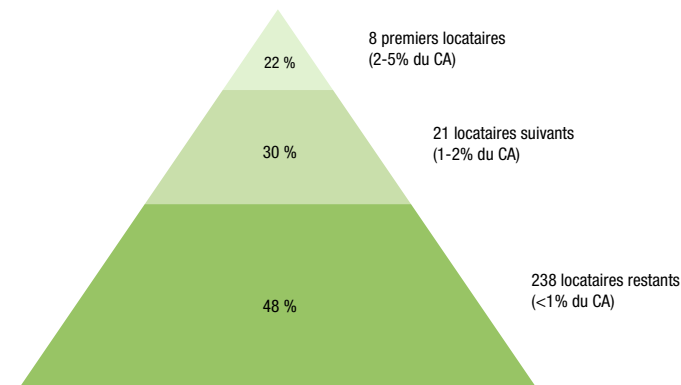 8 premiers locataires
(2-5% du CA)
22 %
21 locataires suivants
(1-2% du CA)
30 %
238 locataires restants
(<1% du CA)
48 %